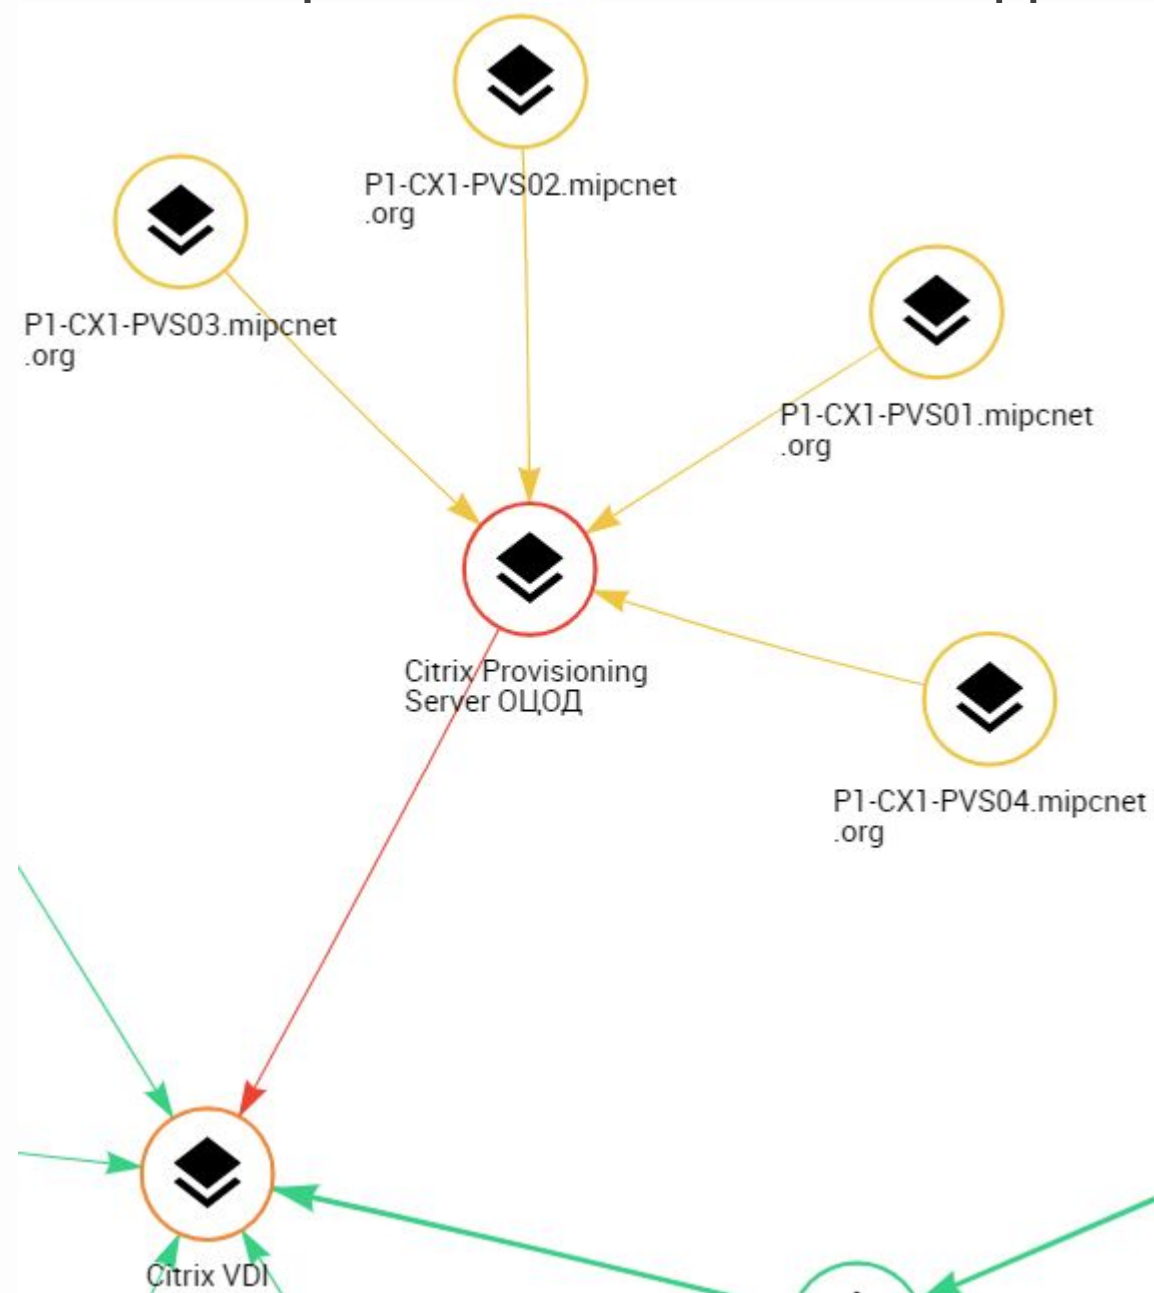 P1-CX1-PVS02.mipcnet
.org
P1-CX1-PVS03.mipcnet
.org
P1-CX1-PVS01.mipcnet
.org
Citrix Provisioning
Server ОЦОД
P1-CX1-PVS04.mipcnet
.org
Citrix VDI